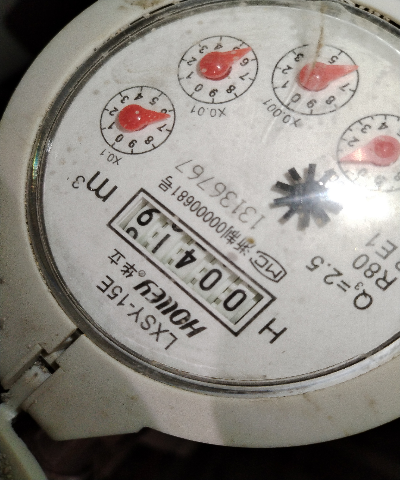 H
LXSY-15E
HOLLEY® 华立
m³
MC 浙制00000681号
13136767
Q₃=2.5
R80
E1
X0.1
X0.01
X0.001